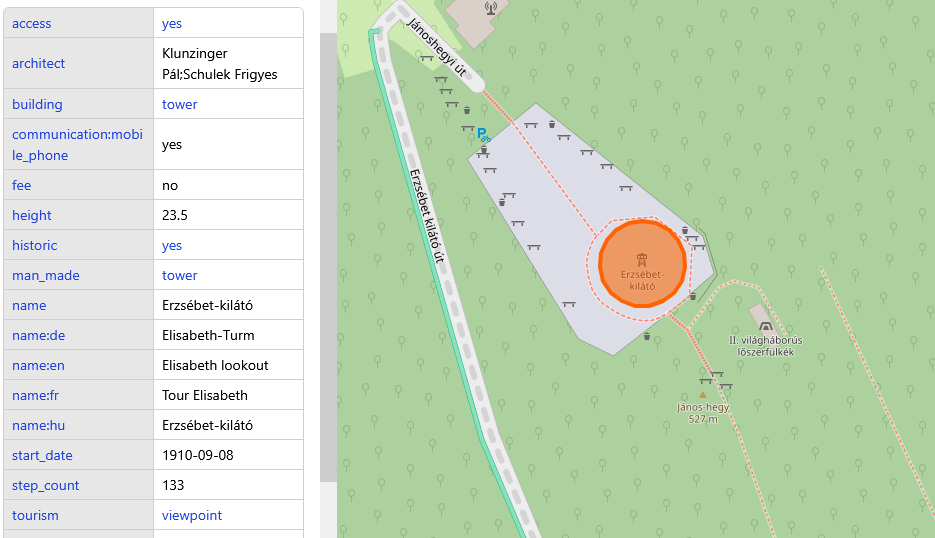 access yes
architect Klunzinger
Pál;Schulek Frigyes
building tower
communication:mobi
le_phone yes
fee no
height 23.5
historic yes
man_made tower
name Erzsébet-kilátó
name:de Elisabeth-Turm
name:en Elisabeth lookout
name:fr Tour Elisabeth
name:hu Erzsébet-kilátó
start_date 1910-09-08
step_count 133
tourism viewpoint
Jánoshegyi út
P
Erzsébet kilátó út
Erzsébet-
kilátó
II. világháborús
lőszerfülkék
János-hegy
527 m